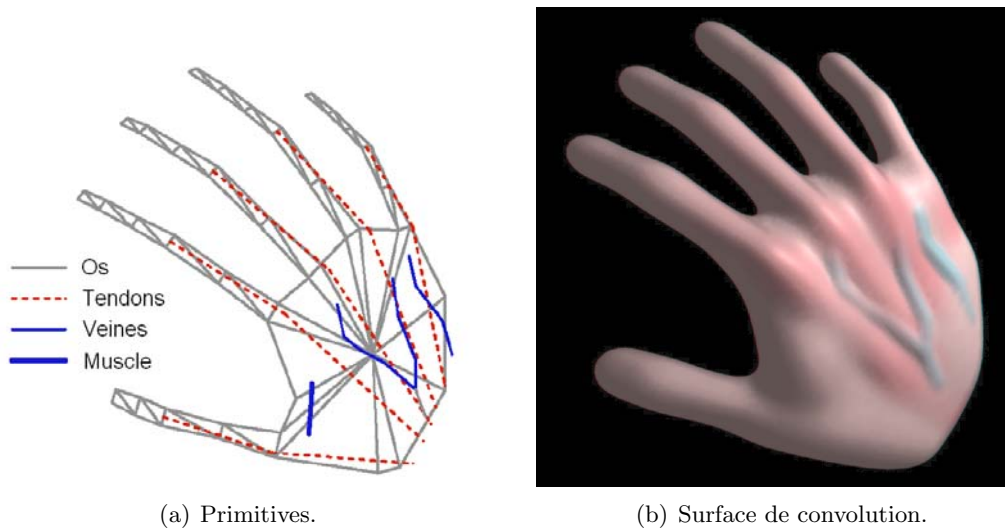 Os
Tendons
Veines
Muscle
(a) Primitives.
(b) Surface de convolution.